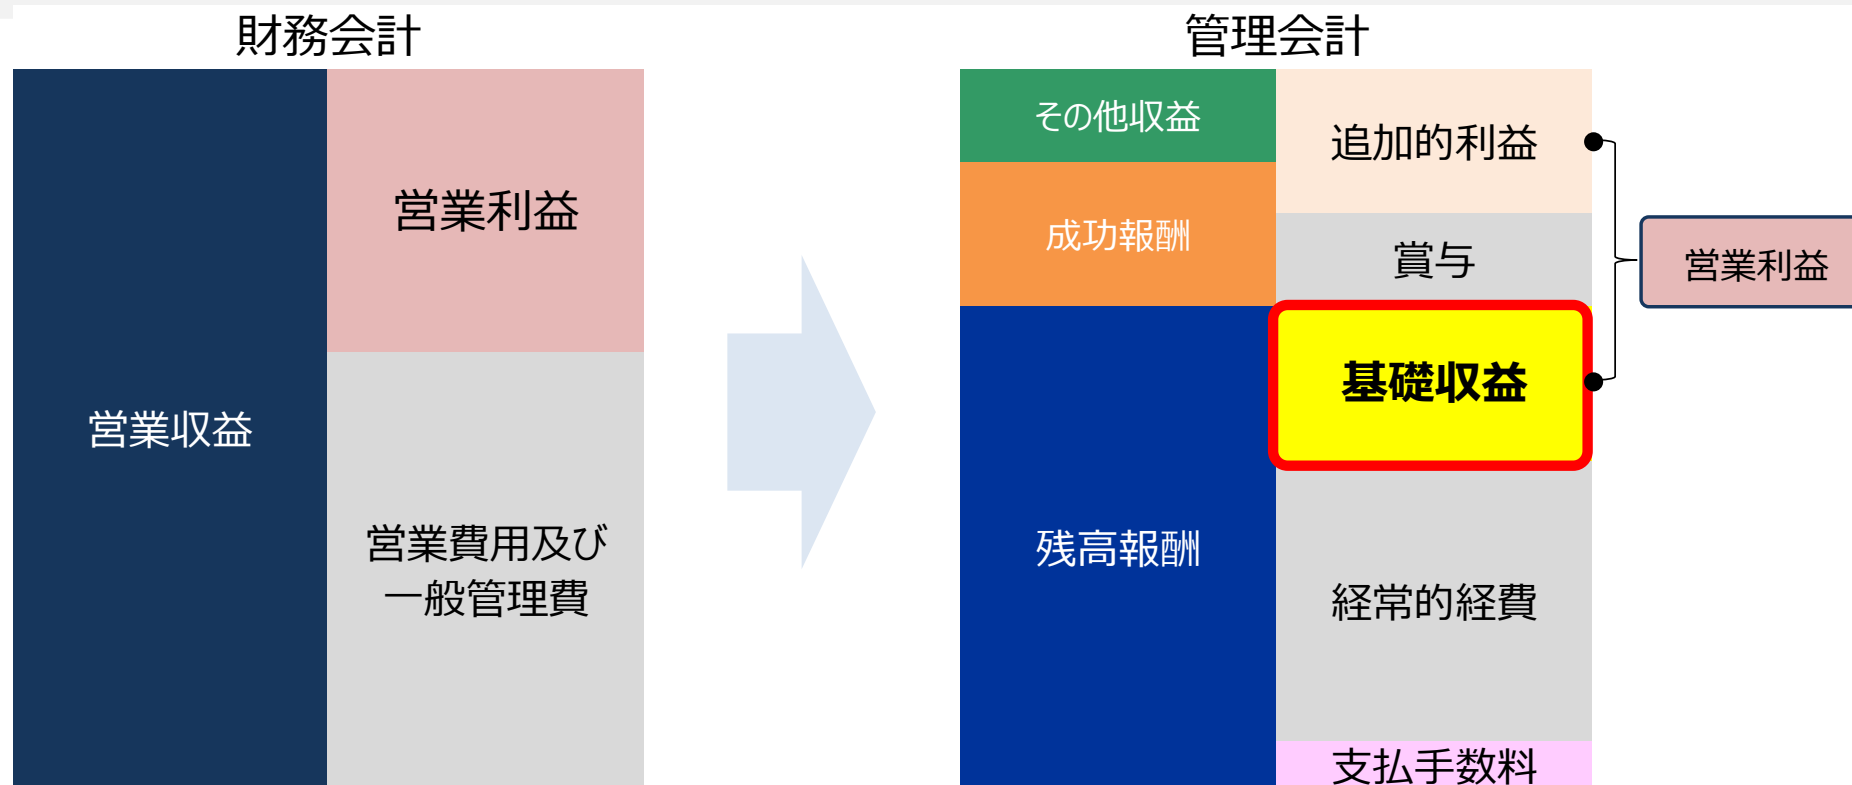 財務会計
営業収益
営業利益
営業費用及び
一般管理費
管理会計
その他収益
成功報酬
残高報酬
追加的利益
賞与
基礎収益
経常的経費
支払手数料
営業利益